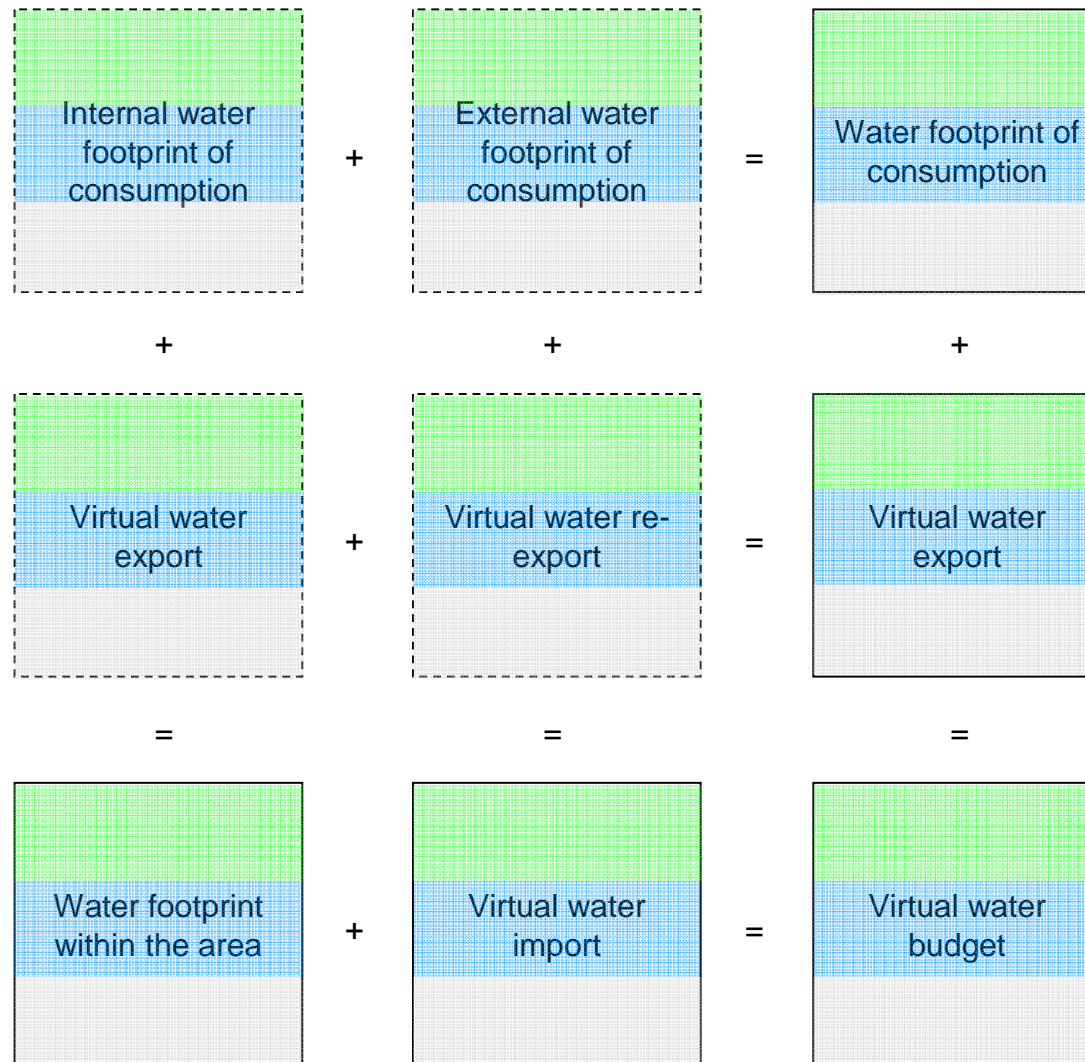 Internal water
footprint of
consumption
+
External water
footprint of
consumption
=
Water footprint of
consumption
+
+
+
Virtual water
export
+
Virtual water re-
export
=
Virtual water
export
=
=
=
Water footprint
within the area
+
Virtual water
import
=
Virtual water
budget